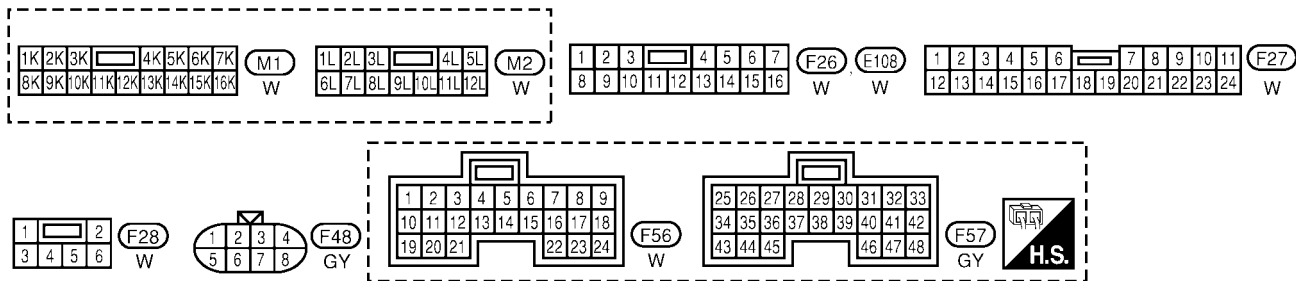 1K 2K 3K 4K 5K 6K 7K
8K 9K 10K 11K 12K 13K 14K 15K 16K
M1
W
1L 2L 3L 4L 5L
6L 7L 8L 9L 10L 11L 12L
M2
W
1 2 3 4 5 6 7
8 9 10 11 12 13 14 15 16
F26 , E108
W W
1 2 3 4 5 6 7 8 9 10 11
12 13 14 15 16 17 18 19 20 21 22 23 24
F27
W
1 2
3 4 5 6
F28
W
1 2 3 4
5 6 7 8
F48
GY
1 2 3 4 5 6 7 8 9
10 11 12 13 14 15 16 17 18
19 20 21 22 23 24
F56
W
25 26 27 28 29 30 31 32 33
34 35 36 37 38 39 40 41 42
43 44 45 46 47 48
F57
GY
H.S.